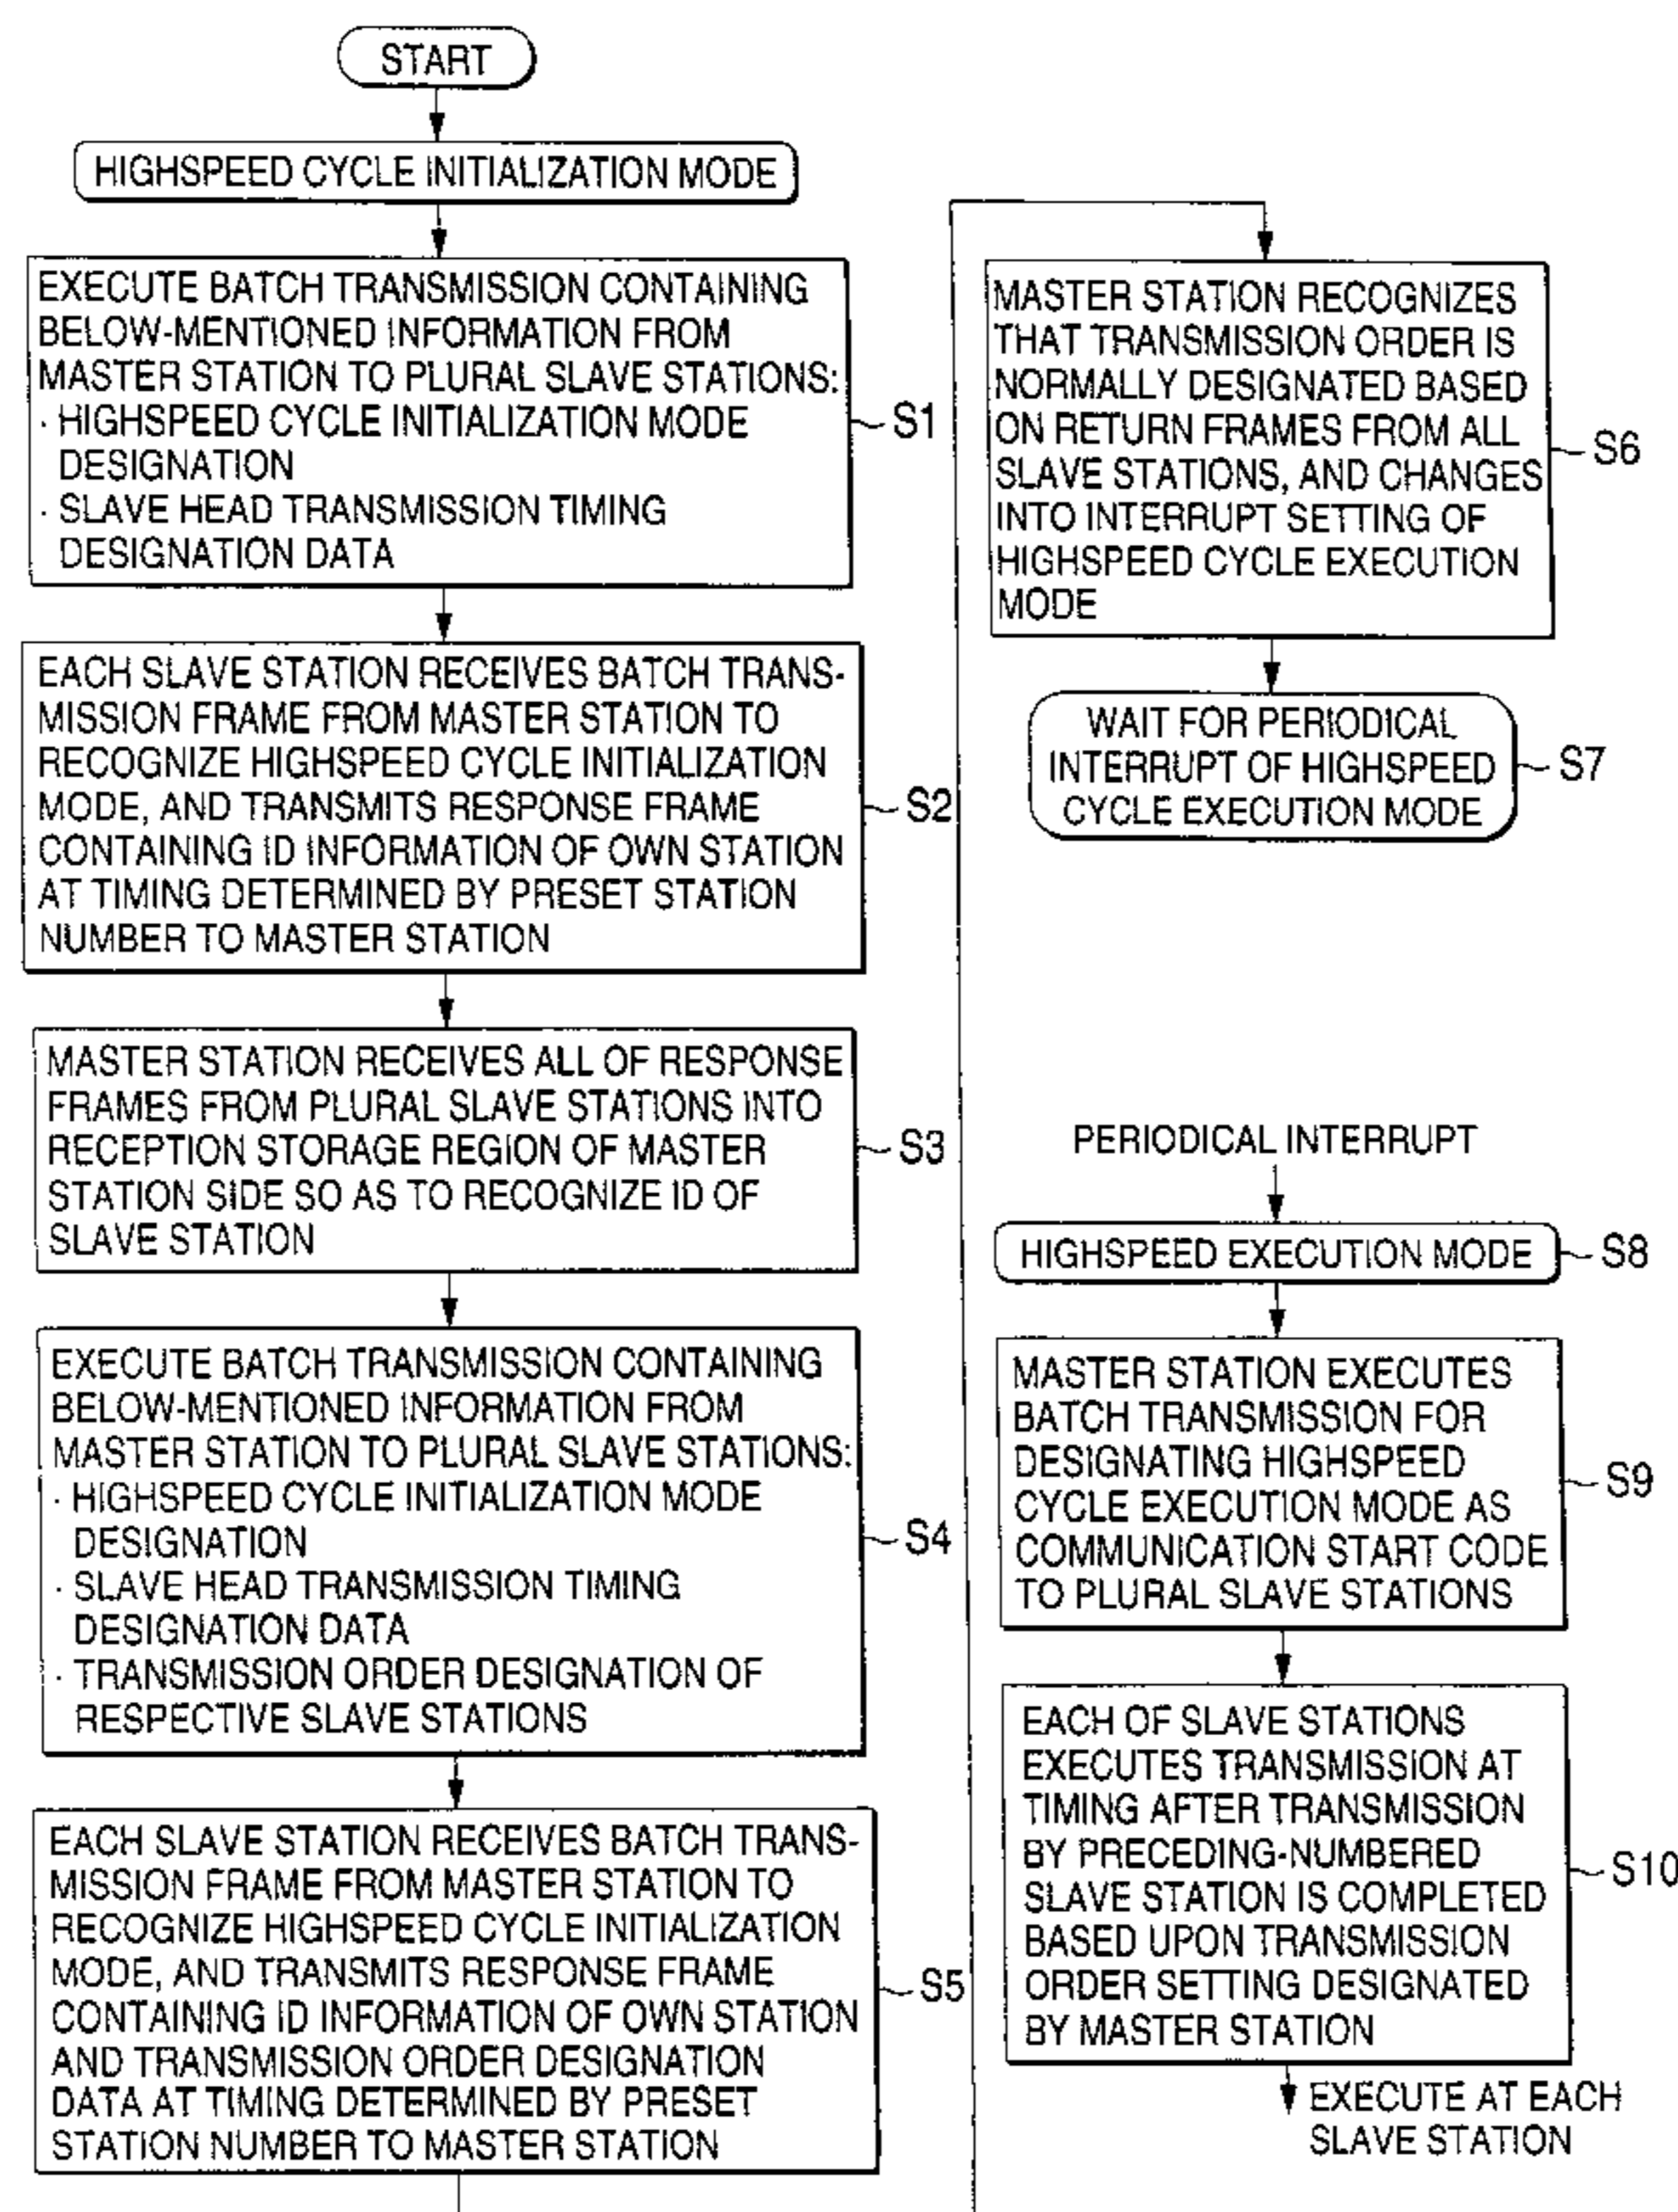 START
HIGHSPEED CYCLE INITIALIZATION MODE
EXECUTE BATCH TRANSMISSION CONTAINING
BELOW-MENTIONED INFORMATION FROM
MASTER STATION TO PLURAL SLAVE STATIONS:
· HIGHSPEED CYCLE INITIALIZATION MODE
DESIGNATION
· SLAVE HEAD TRANSMISSION TIMING
DESIGNATION DATA
S1
EACH SLAVE STATION RECEIVES BATCH TRANS-
MISSION FRAME FROM MASTER STATION TO
RECOGNIZE HIGHSPEED CYCLE INITIALIZATION
MODE, AND TRANSMITS RESPONSE FRAME
CONTAINING ID INFORMATION OF OWN STATION
AT TIMING DETERMINED BY PRESET STATION
NUMBER TO MASTER STATION
S2
MASTER STATION RECEIVES ALL OF RESPONSE
FRAMES FROM PLURAL SLAVE STATIONS INTO
RECEPTION STORAGE REGION OF MASTER
STATION SIDE SO AS TO RECOGNIZE ID OF
SLAVE STATION
S3
EXECUTE BATCH TRANSMISSION CONTAINING
BELOW-MENTIONED INFORMATION FROM
MASTER STATION TO PLURAL SLAVE STATIONS:
· HIGHSPEED CYCLE INITIALIZATION MODE
DESIGNATION
· SLAVE HEAD TRANSMISSION TIMING
DESIGNATION DATA
· TRANSMISSION ORDER DESIGNATION OF
RESPECTIVE SLAVE STATIONS
S4
EACH SLAVE STATION RECEIVES BATCH TRANS-
MISSION FRAME FROM MASTER STATION TO
RECOGNIZE HIGHSPEED CYCLE INITIALIZATION
MODE, AND TRANSMITS RESPONSE FRAME
CONTAINING ID INFORMATION OF OWN STATION
AND TRANSMISSION ORDER DESIGNATION
DATA AT TIMING DETERMINED BY PRESET
STATION NUMBER TO MASTER STATION
S5
MASTER STATION RECOGNIZES
THAT TRANSMISSION ORDER IS
NORMALLY DESIGNATED BASED
ON RETURN FRAMES FROM ALL
SLAVE STATIONS, AND CHANGES
INTO INTERRUPT SETTING OF
HIGHSPEED CYCLE EXECUTION
MODE
S6
WAIT FOR PERIODICAL
INTERRUPT OF HIGHSPEED
CYCLE EXECUTION MODE
S7
PERIODICAL INTERRUPT
HIGHSPEED EXECUTION MODE
S8
MASTER STATION EXECUTES
BATCH TRANSMISSION FOR
DESIGNATING HIGHSPEED
CYCLE EXECUTION MODE AS
COMMUNICATION START CODE
TO PLURAL SLAVE STATIONS
S9
EACH OF SLAVE STATIONS
EXECUTES TRANSMISSION AT
TIMING AFTER TRANSMISSION
BY PRECEDING-NUMBERED
SLAVE STATION IS COMPLETED
BASED UPON TRANSMISSION
ORDER SETTING DESIGNATED
BY MASTER STATION
S10
EXECUTE AT EACH
SLAVE STATION